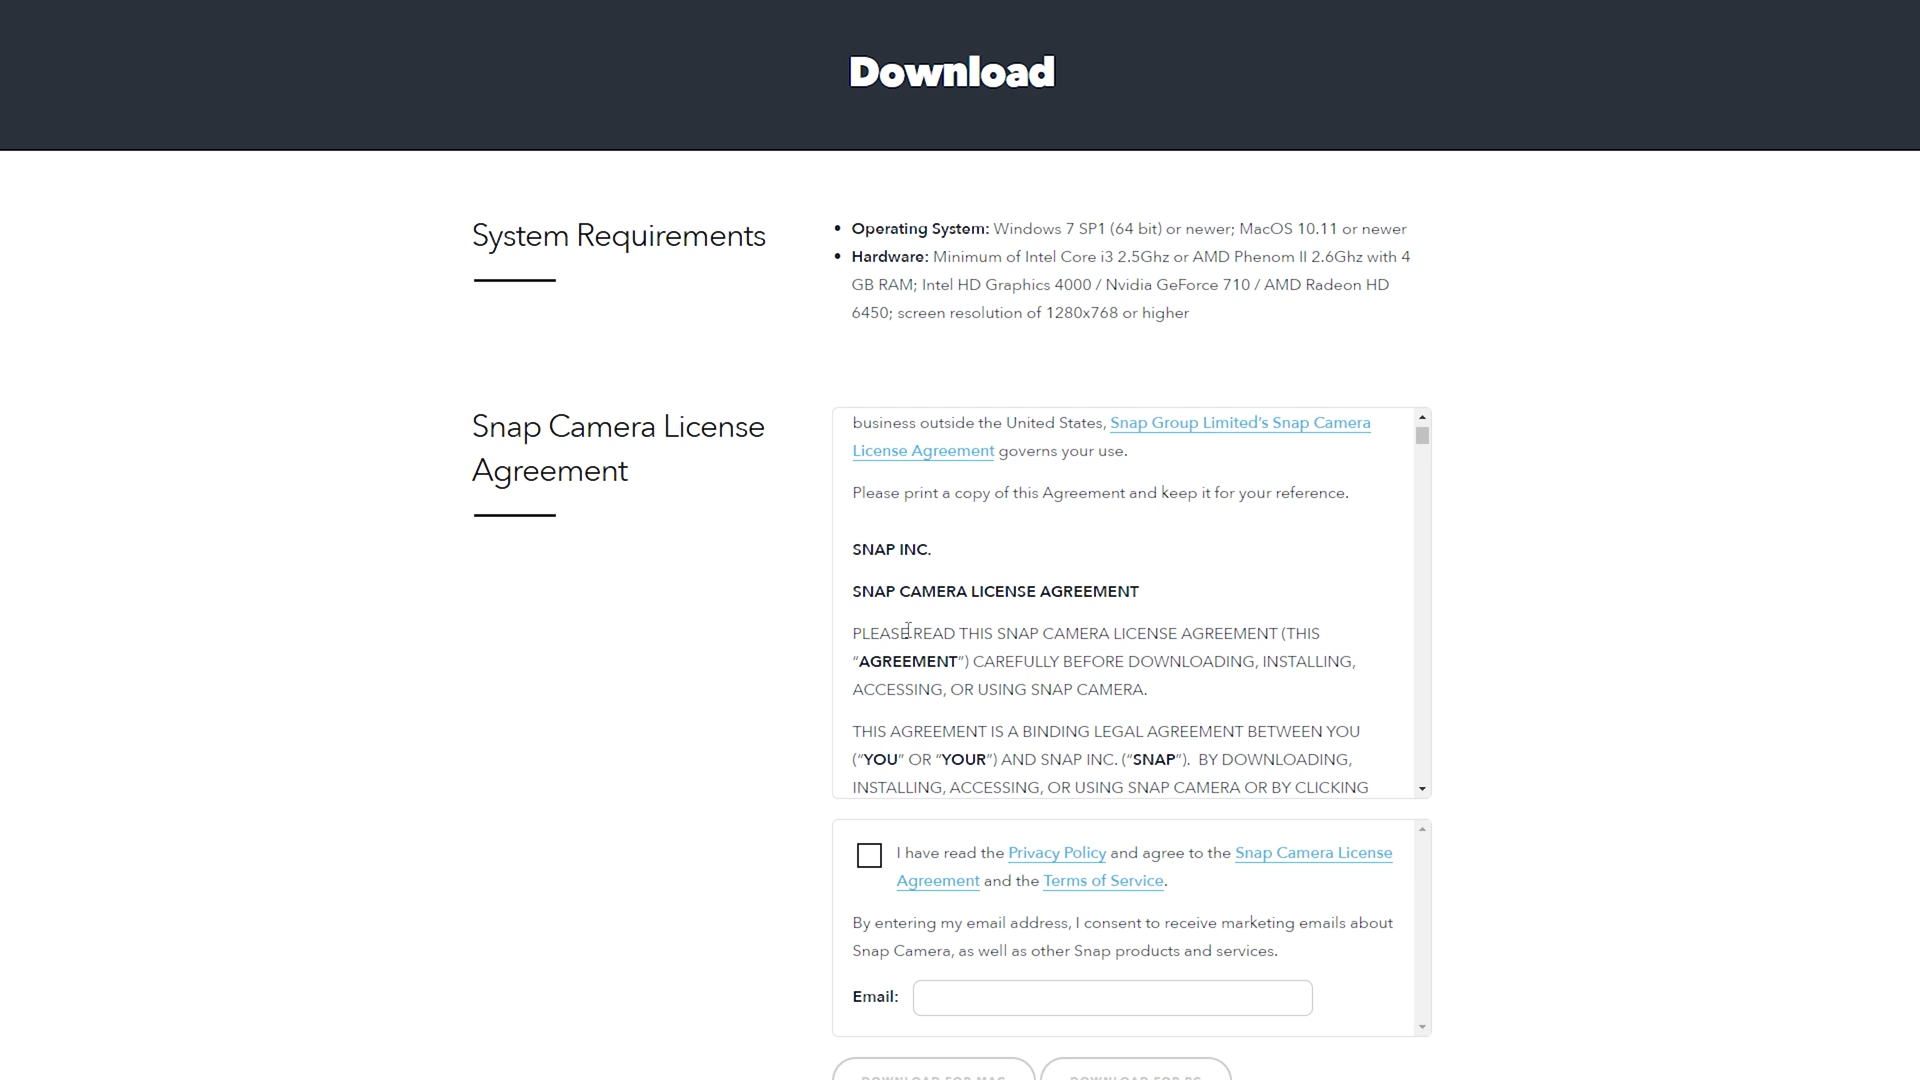 Download
System Requirements
• Operating System: Windows 7 SP1 (64 bit) or newer; MacOS 10.11 or newer
• Hardware: Minimum of Intel Core i3 2.5Ghz or AMD Phenom II 2.6Ghz with 4
GB RAM; Intel HD Graphics 4000 / Nvidia GeForce 710 / AMD Radeon HD
6450; screen resolution of 1280x768 or higher
Snap Camera License
Agreement
business outside the United States, Snap Group Limited’s Snap Camera
License Agreement governs your use.
Please print a copy of this Agreement and keep it for your reference.
SNAP INC.
SNAP CAMERA LICENSE AGREEMENT
PLEASE READ THIS SNAP CAMERA LICENSE AGREEMENT (THIS
“AGREEMENT”) CAREFULLY BEFORE DOWNLOADING, INSTALLING,
ACCESSING, OR USING SNAP CAMERA.
THIS AGREEMENT IS A BINDING LEGAL AGREEMENT BETWEEN YOU
(“YOU” OR “YOUR”) AND SNAP INC. (“SNAP”). BY DOWNLOADING,
INSTALLING, ACCESSING, OR USING SNAP CAMERA OR BY CLICKING
I have read the Privacy Policy and agree to the Snap Camera License
Agreement and the Terms of Service.
By entering my email address, I consent to receive marketing emails about
Snap Camera, as well as other Snap products and services.
Email:
DOWNLOAD FOR MAC DOWNLOAD FOR PC